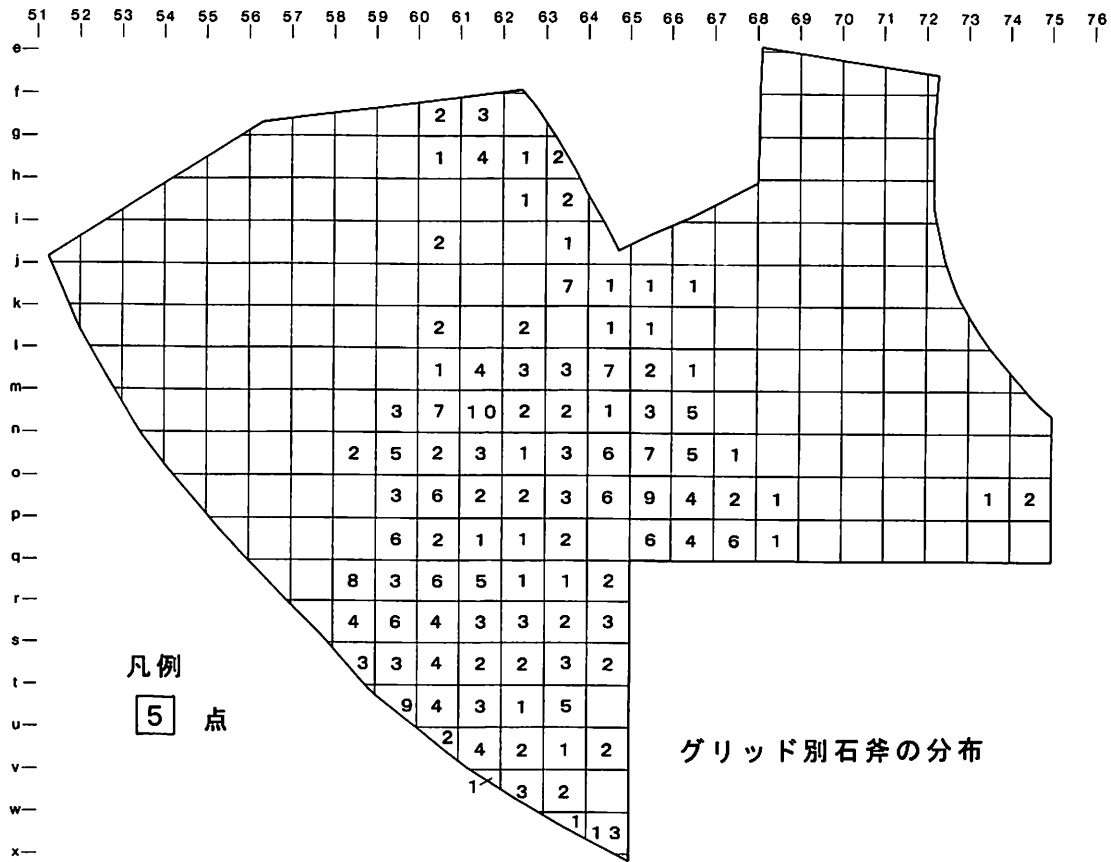 51 52 53 54 55 56 57 58 59 60 61 62 63 64 65 66 67 68 69 70 71 72 73 74 75 76
e
f
2 3
g
1 4 1 2
h
1 2
i
2 1
j
7 1 1 1
k
2 2 1 1
l
1 4 3 3 7 2 1
m
3 7 10 2 2 1 3 5
n
2 5 2 3 1 3 6 7 5 1
o
3 6 2 2 3 6 9 4 2 1 1 2
p
6 2 1 1 2 6 4 6 1
q
8 3 6 5 1 1 2
r
4 6 4 3 3 2 3
s
3 3 4 2 2 3 2
t
9 4 3 1 5
u
2 4 2 1 2
v
1 3 2
w
1 13
x
凡例
5 点
グリッド別石斧の分布